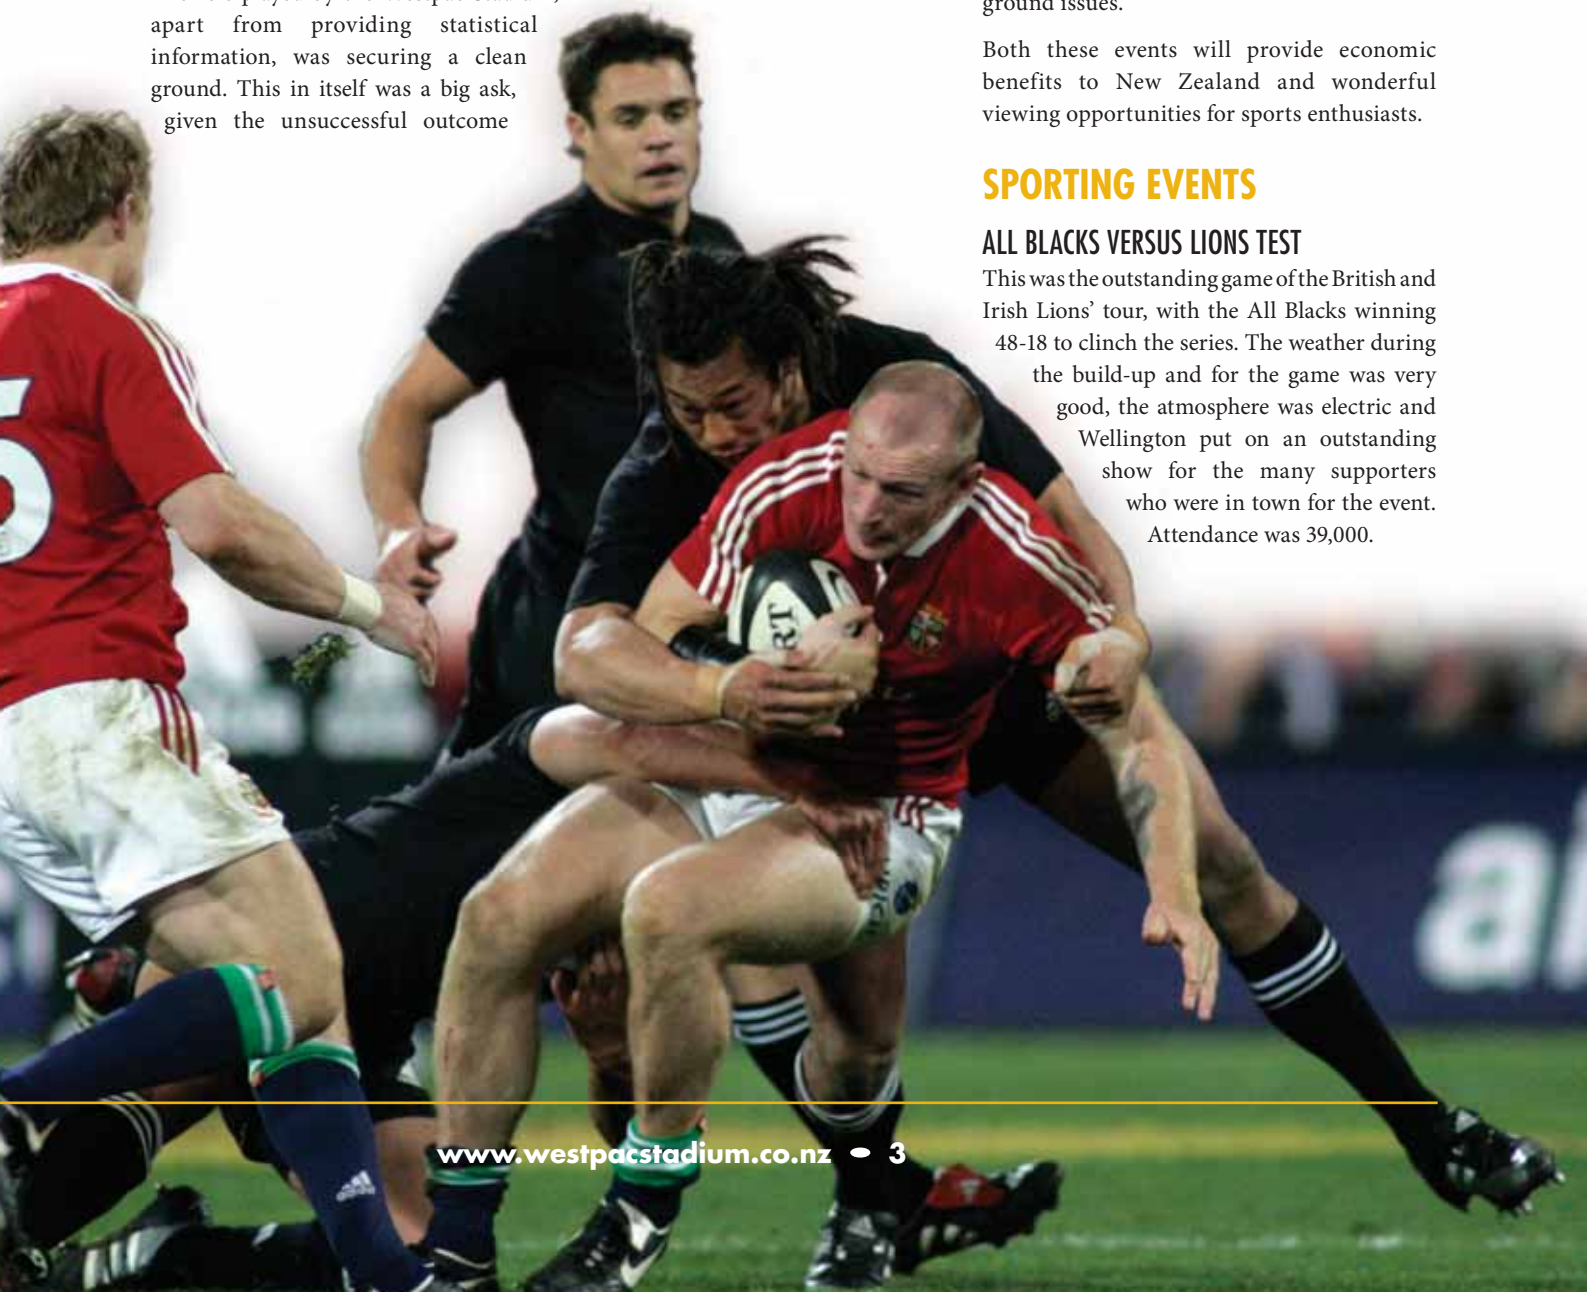 apart from providing statistical
information, was securing a clean
ground. This in itself was a big ask,
given the unsuccessful outcome
ground issues.
Both these events will provide economic
benefits to New Zealand and wonderful
viewing opportunities for sports enthusiasts.
SPORTING EVENTS
ALL BLACKS VERSUS LIONS TEST
This was the outstanding game of the British and
Irish Lions’ tour, with the All Blacks winning
48-18 to clinch the series. The weather during
the build-up and for the game was very
good, the atmosphere was electric and
Wellington put on an outstanding
show for the many supporters
who were in town for the event.
Attendance was 39,000.
adidas
www.westpacstadium.co.nz • 3